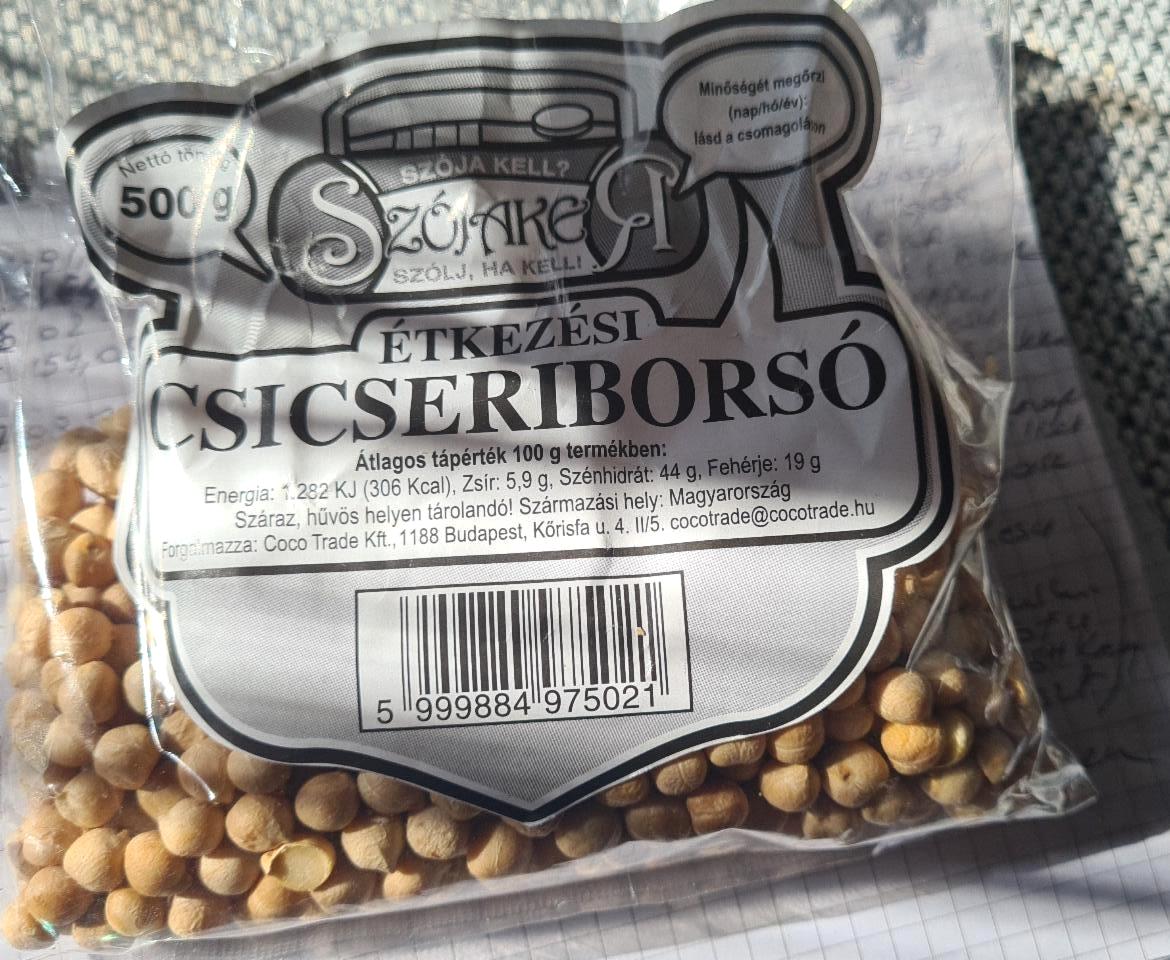 Nettó
500 g
Minőségét megőrzi
(nap/hó/év):
lásd a csomagoláson
SZÓJA KELL?
SZÓJAKEЯ
SZÓLJ, HA KELL!
ÉTKEZÉSI
CSICSERIBORSÓ
Átlagos tápérték 100 g termékben:
Energia: 1.282 KJ (306 Kcal), Zsír: 5,9 g, Szénhidrát: 44 g, Fehérje: 19 g
Száraz, hűvös helyen tárolandó! Származási hely: Magyarország
Forgalmazza: Coco Trade Kft., 1188 Budapest, Kőrisfa u. 4. II/5. cocotrade@cocotrade.hu
5 999884 975021